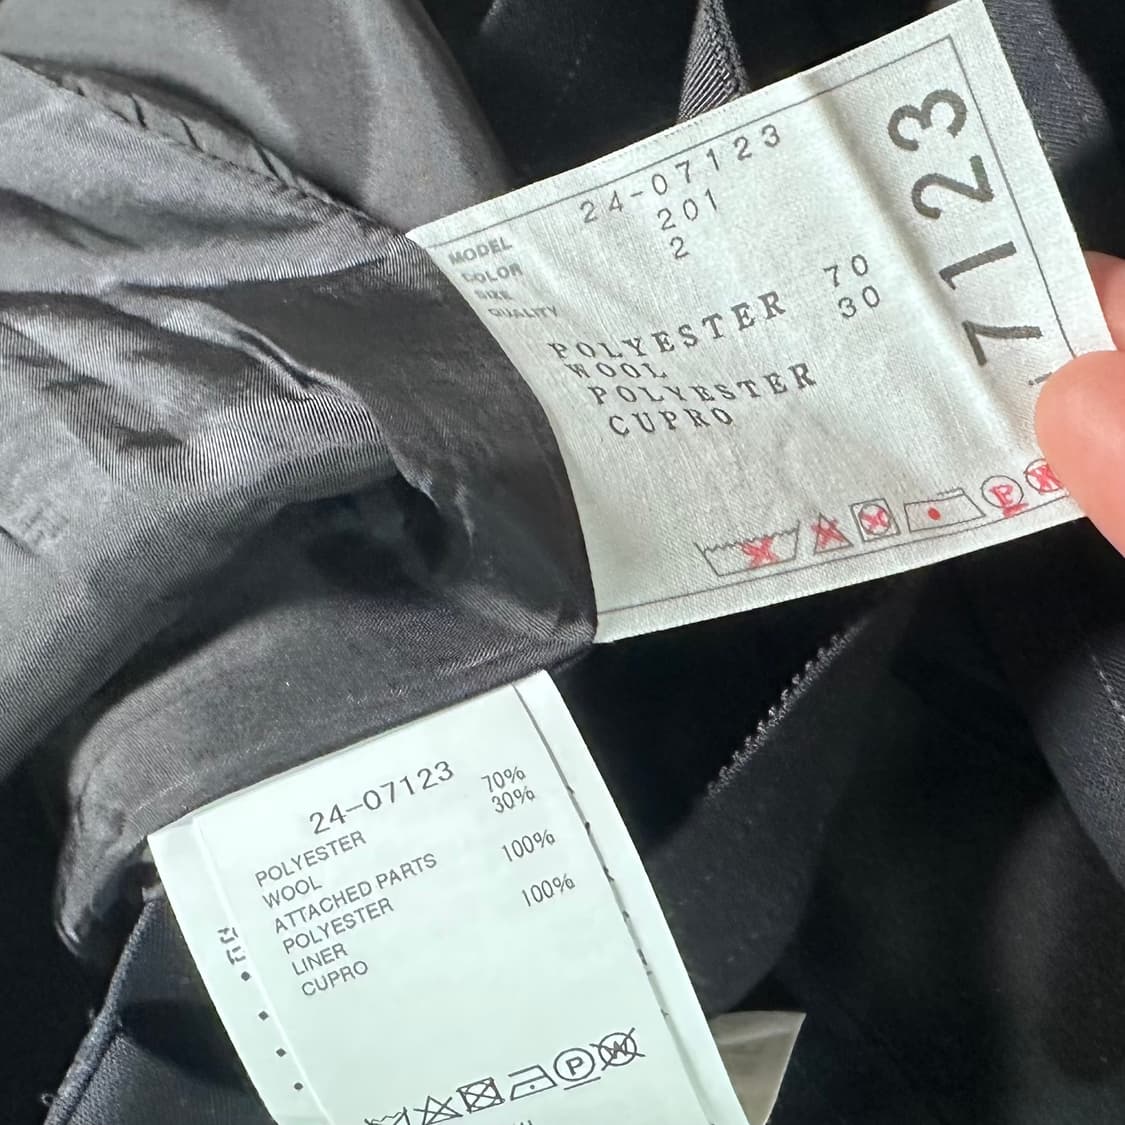 MODEL 24-07123
COLOR 201
SIZE 2
QUALITY
POLYESTER 70
WOOL 30
POLYESTER
CUPRO
7123
24-07123
POLYESTER 70%
WOOL 30%
ATTACHED PARTS
POLYESTER 100%
LINER
CUPRO 100%
P
W
P
W